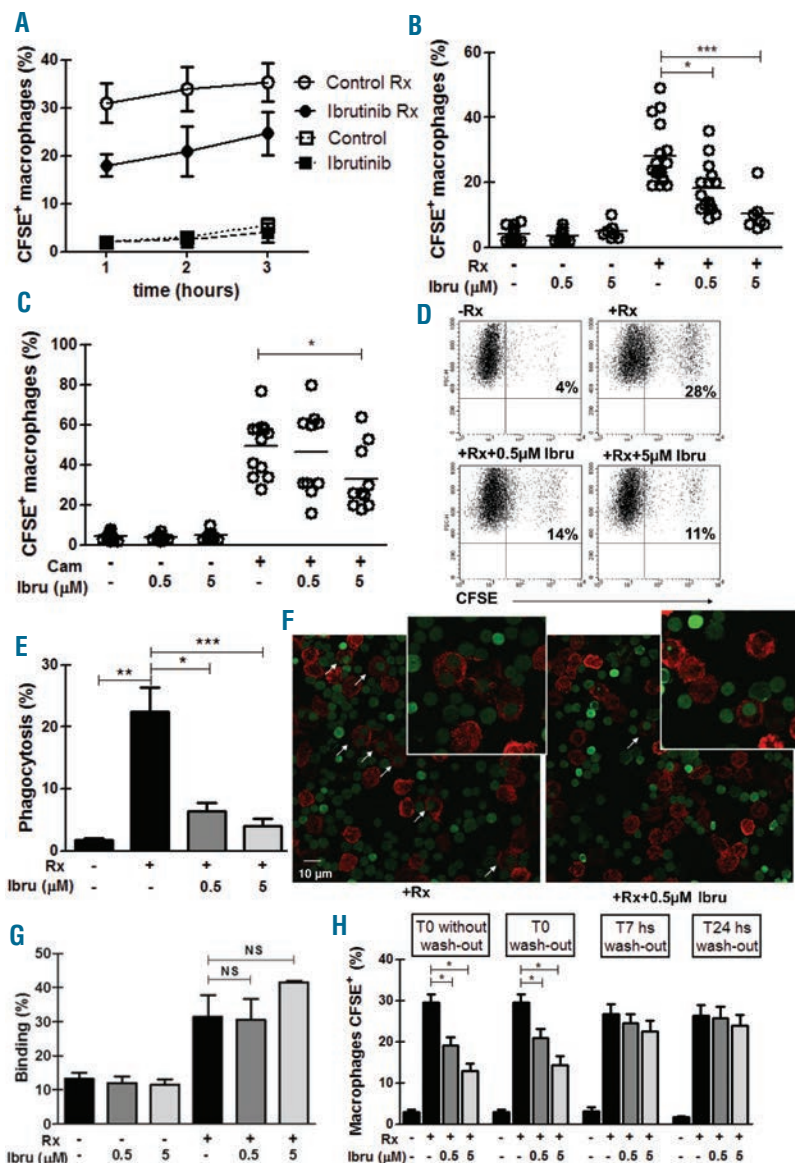 A
CFSE+ macrophages (%)
40
30
20
10
0
1 2 3
time (hours)
Control Rx
Ibrutinib Rx
Control
Ibrutinib
B
CFSE+ macrophages (%)
60
40
20
0
***
*
Rx - - - + + +
Ibru (μM) - 0.5 5 - 0.5 5
C
CFSE+ macrophages (%)
100
80
60
40
20
0
*
Cam - - - + + +
Ibru (μM) - 0.5 5 - 0.5 5
D
-Rx
+Rx
4%
28%
+Rx+0.5μM Ibru
+Rx+5μM Ibru
14%
11%
CFSE
E
Phagocytosis (%)
30
20
10
0
***
** *
Rx - + + +
Ibru (μM) - - 0.5 5
F
10 μm
+Rx
+Rx+0.5μM Ibru
G
Binding (%)
50
40
30
20
10
0
NS
NS
Rx - - - + + +
Ibru (μM) - 0.5 5 - 0.5 5
H
T0 without wash-out
T0 wash-out
T7 hs wash-out
T24 hs wash-out
Macrophages CFSE+ (%)
40
30
20
10
0
* *
* *
Rx - + + + - + + + - + + + - + + +
Ibru (μM) - - 0.5 5 - - 0.5 5 - - 0.5 5 - - 0.5 5